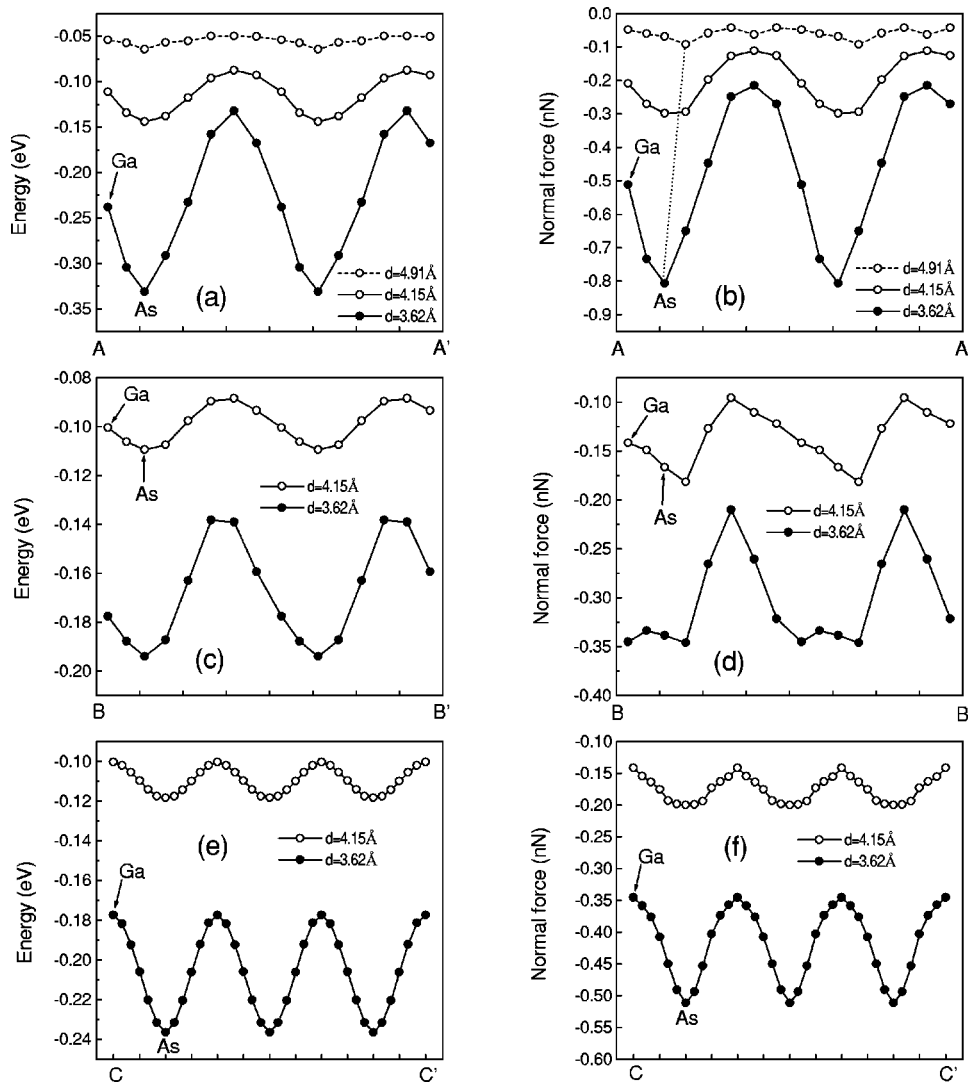 -0.05
-0.10
-0.15
-0.20
-0.25
-0.30
-0.35
Energy (eV)
Ga
As
(a)
d=4.91Å
d=4.15Å
d=3.62Å
A
A'
0.0
-0.1
-0.2
-0.3
-0.4
-0.5
-0.6
-0.7
-0.8
-0.9
Normal force (nN)
Ga
As
(b)
d=4.91Å
d=4.15Å
d=3.62Å
A
A
-0.08
-0.10
-0.12
-0.14
-0.16
-0.18
-0.20
Energy (eV)
Ga
As
d=4.15Å
d=3.62Å
(c)
B
B'
-0.10
-0.15
-0.20
-0.25
-0.30
-0.35
-0.40
Normal force (nN)
Ga
As
d=4.15Å
d=3.62Å
(d)
B
B
-0.10
-0.12
-0.14
-0.16
-0.18
-0.20
-0.22
-0.24
Energy (eV)
(e)
d=4.15Å
d=3.62Å
Ga
As
C
C'
-0.10
-0.15
-0.20
-0.25
-0.30
-0.35
-0.40
-0.45
-0.50
-0.55
-0.60
Normal force (nN)
(f)
d=4.15Å
d=3.62Å
Ga
As
C
C'